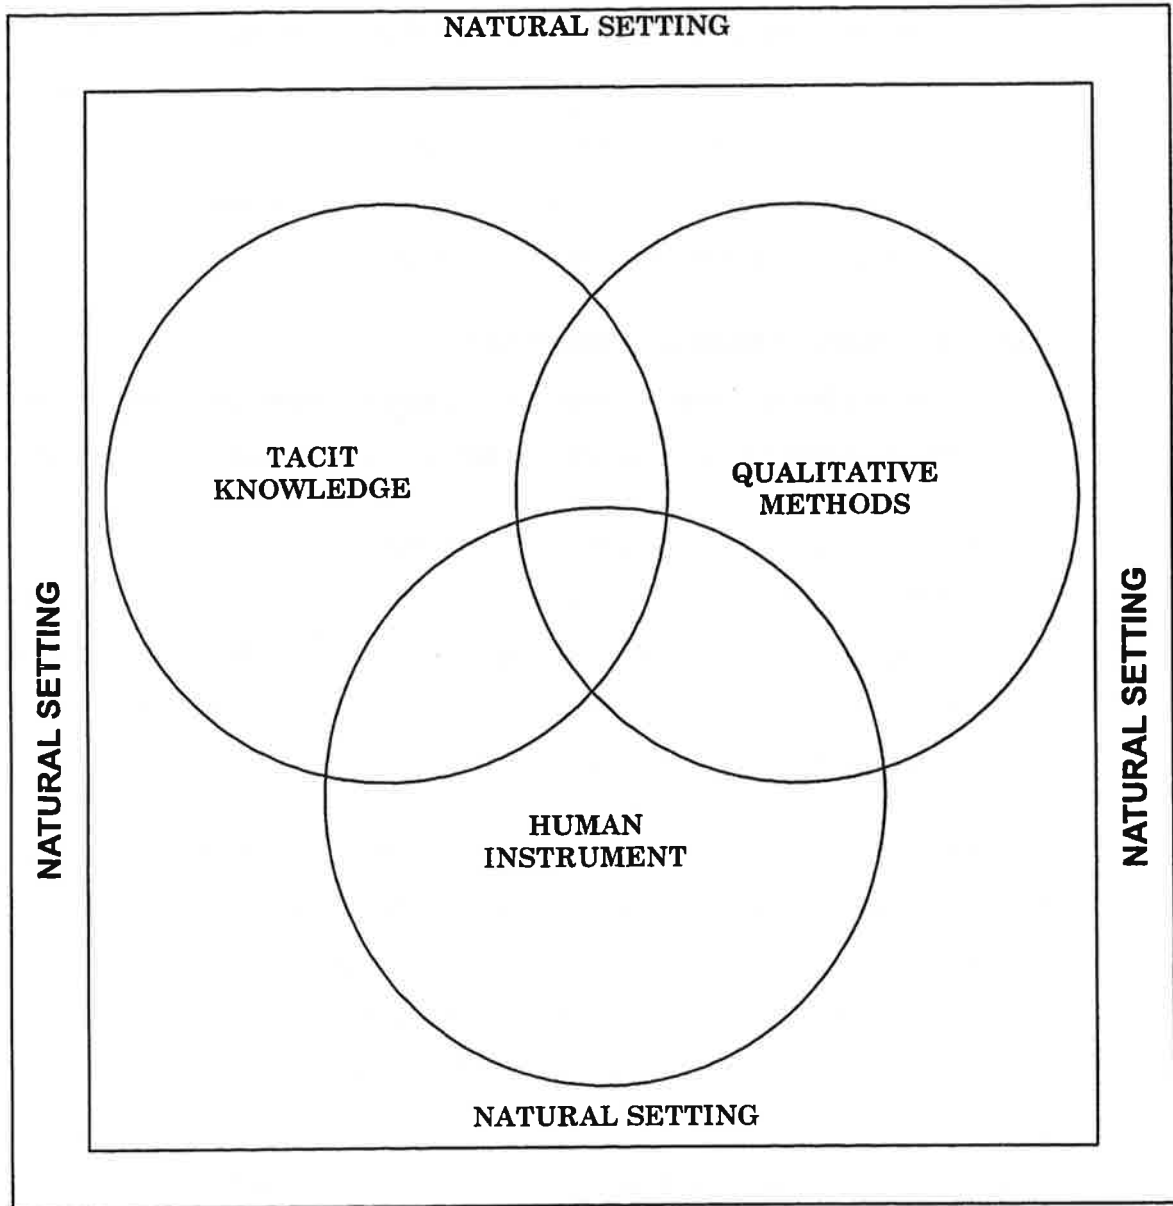 NATURAL SETTING
TACIT
KNOWLEDGE
QUALITATIVE
METHODS
NATURAL SETTING
NATURAL SETTING
HUMAN
INSTRUMENT
NATURAL SETTING